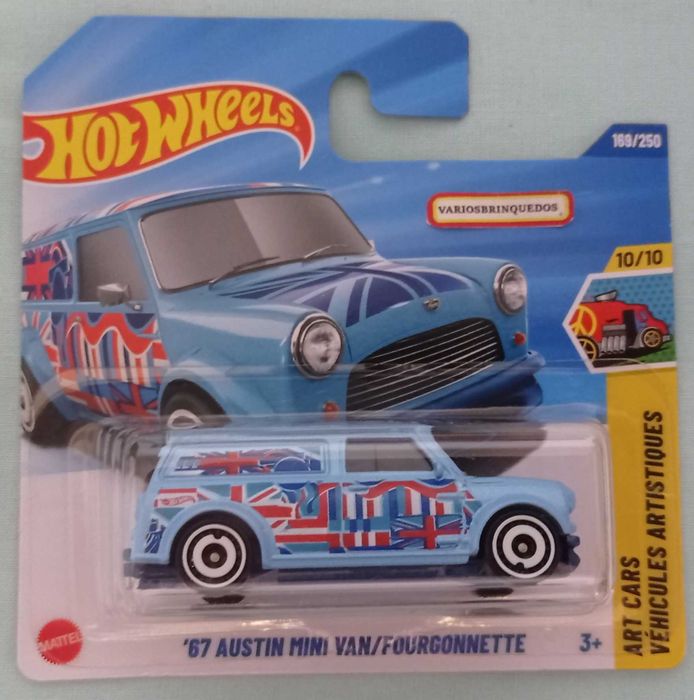 HOT WHEELS
169/250
VARIOSBRINQUEDOS
10/10
ART CARS
VÉHICULES ARTISTIQUES
MATTEL
'67 AUSTIN MINI VAN/FOURGONNETTE
3+